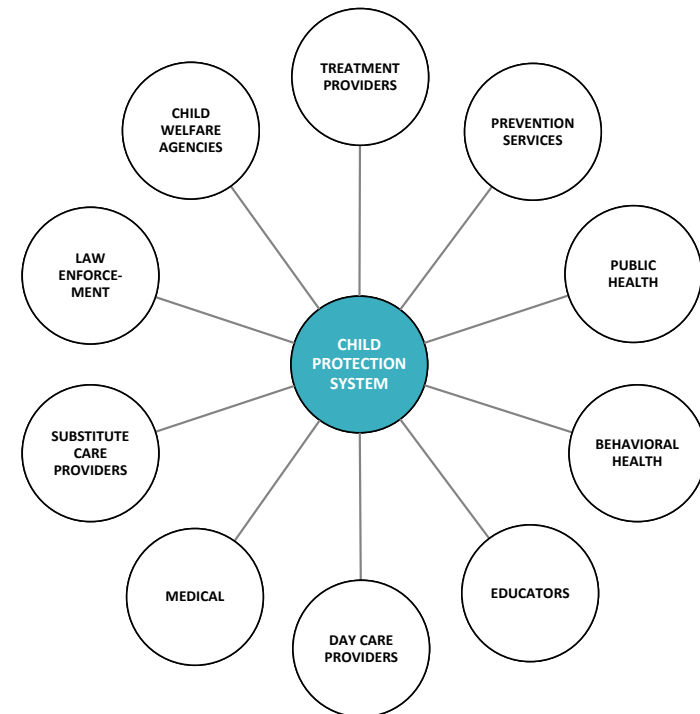 TREATMENT
PROVIDERS
CHILD
WELFARE
AGENCIES
PREVENTION
SERVICES
LAW
ENFORCE-
MENT
PUBLIC
HEALTH
CHILD
PROTECTION
SYSTEM
SUBSTITUTE
CARE
PROVIDERS
BEHAVIORAL
HEALTH
MEDICAL
EDUCATORS
DAY CARE
PROVIDERS